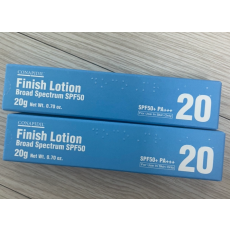 Finish Lotion
Broad Spectrum SPF50
20g Net Wt. 0.70 oz.
SPF50+ PA+++
20
Finish Lotion
Broad Spectrum SPF50
20g Net Wt. 0.70 oz.
SPF50+ PA+++
20